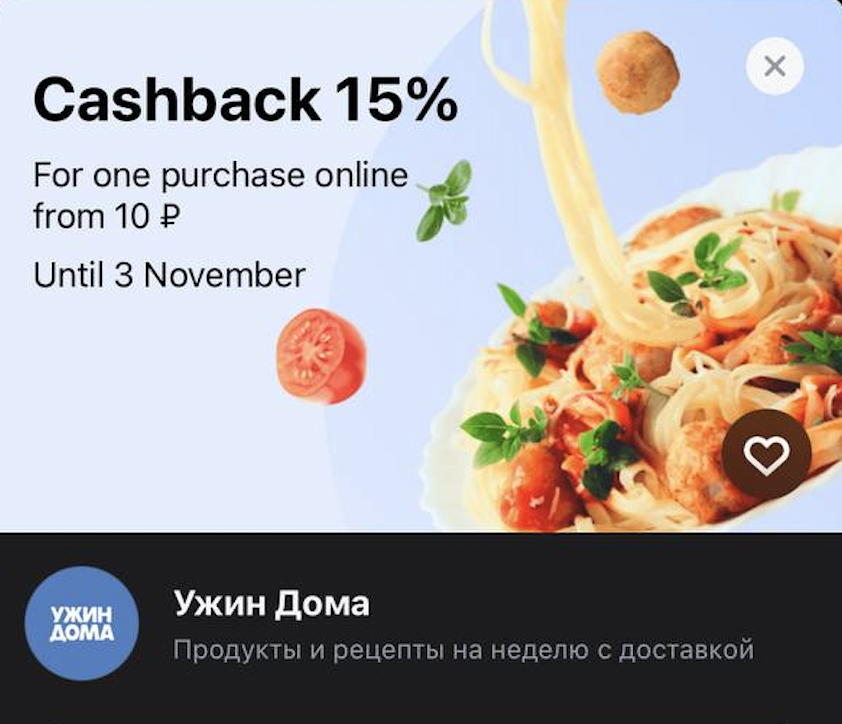 Cashback 15%
For one purchase online
from 10 ₽
Until 3 November
УЖИН
ДОМА
Ужин Дома
Продукты и рецепты на неделю с доставкой